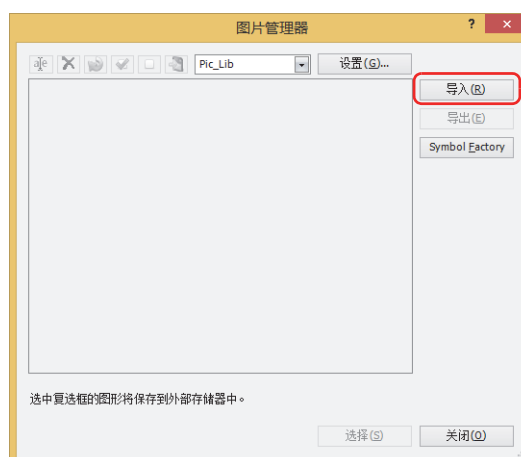 图片管理器
Pic_Lib
设置(G)...
导入(R)
导出(E)
Symbol Factory
选中复选框的图形将保存到外部存储器中。
选择(S)
关闭(O)